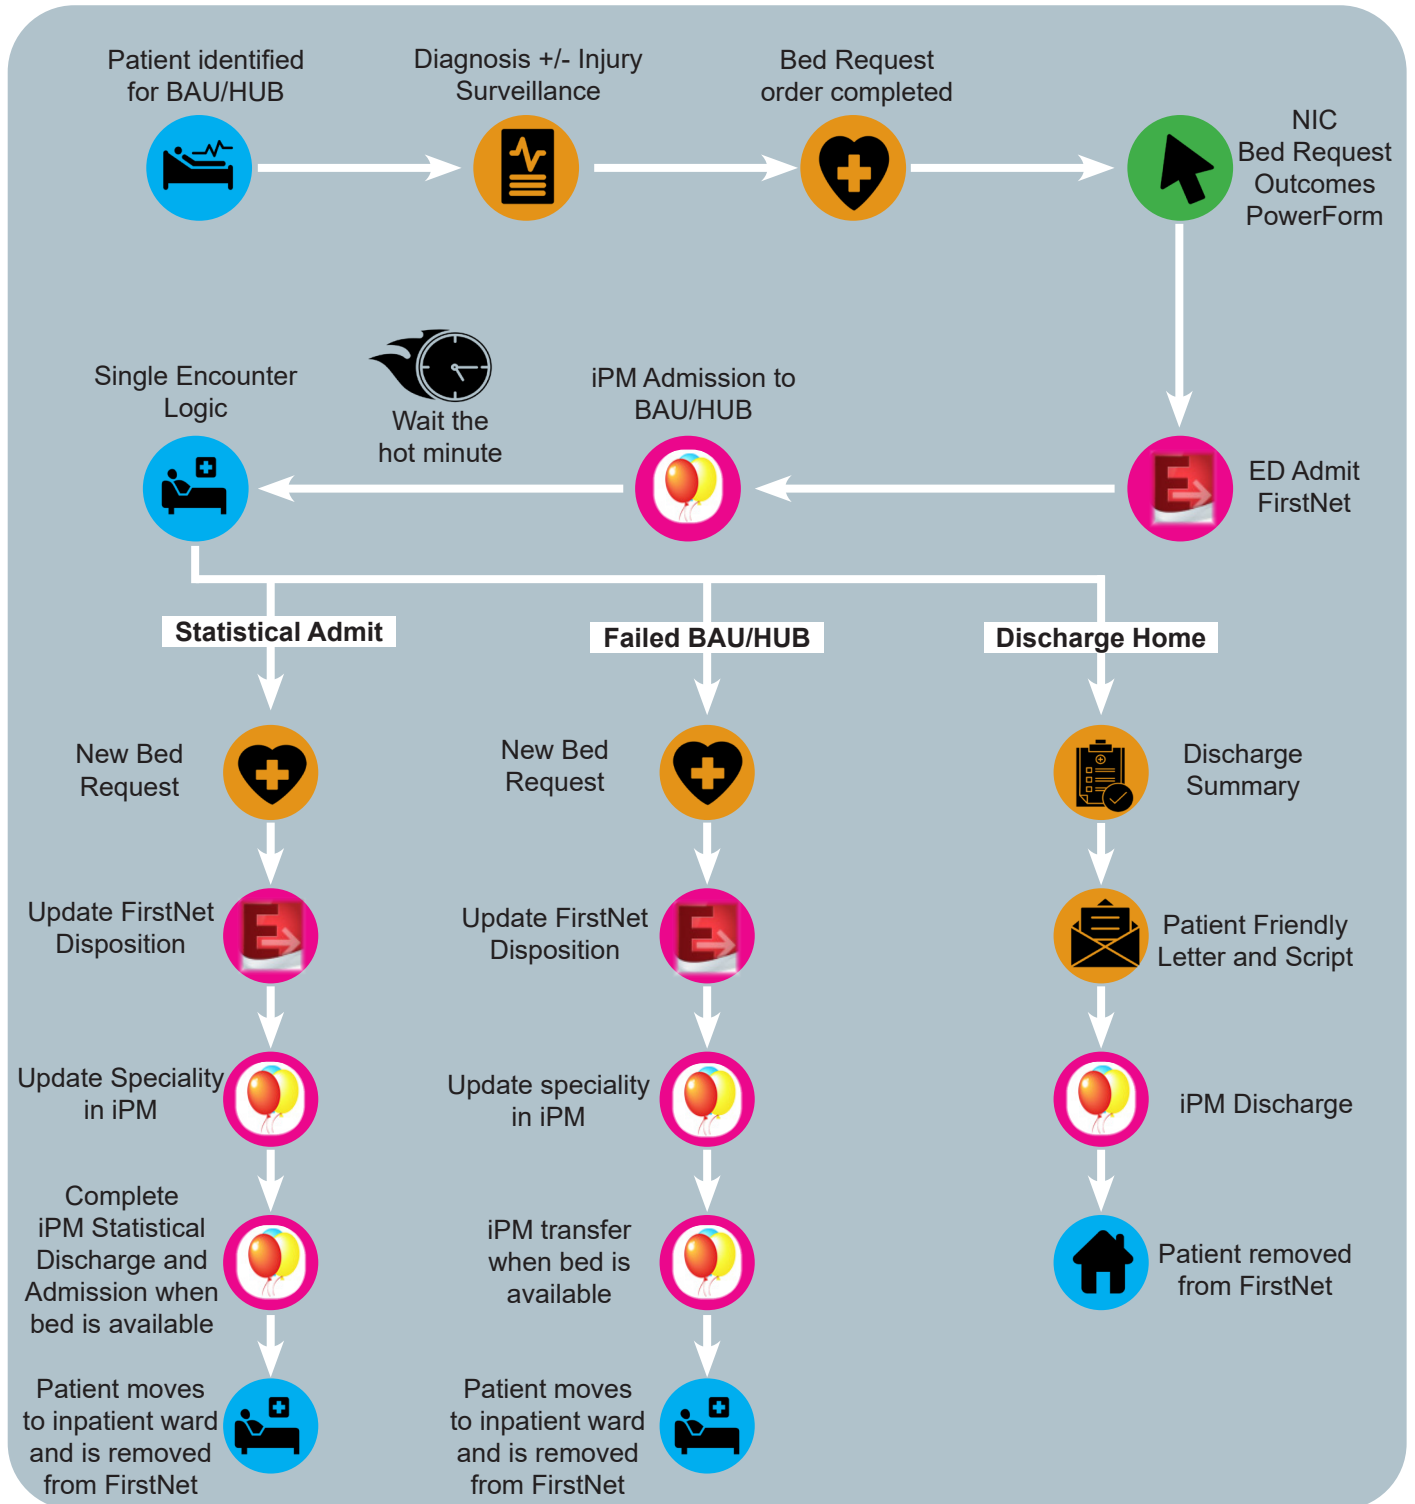 Patient identified
for BAU/HUB
Diagnosis +/- Injury
Surveillance
Bed Request
order completed
NIC
Bed Request
Outcomes
PowerForm
Single Encounter
Logic
Wait the
hot minute
iPM Admission to
BAU/HUB
ED Admit
FirstNet
Statistical Admit
Failed BAU/HUB
Discharge Home
New Bed
Request
New Bed
Request
Discharge
Summary
Update FirstNet
Disposition
Update FirstNet
Disposition
Patient Friendly
Letter and Script
Update Speciality
in iPM
Update speciality
in iPM
iPM Discharge
Complete
iPM Statistical
Discharge and
Admission when
bed is available
iPM transfer
when bed is
available
Patient removed
from FirstNet
Patient moves
to inpatient ward
and is removed
from FirstNet
Patient moves
to inpatient ward
and is removed
from FirstNet